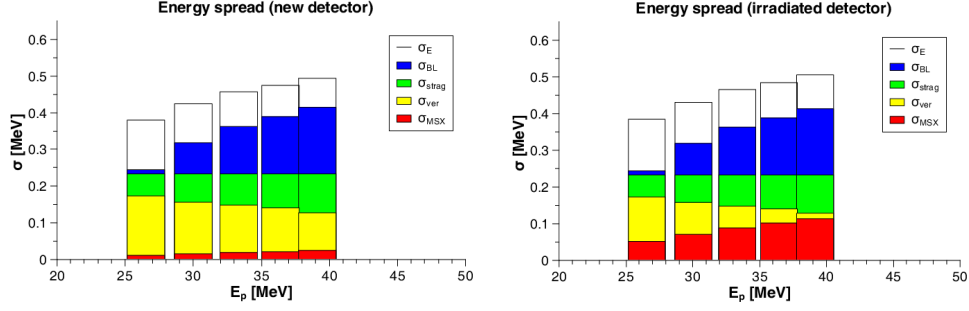 Energy spread (new detector)
σ [MeV]
0.6
0.5
0.4
0.3
0.2
0.1
0
20 25 30 35 40 45 50
E_p [MeV]
σ_E
σ_BL
σ_strag
σ_ver
σ_MSX
Energy spread (irradiated detector)
σ [MeV]
0.6
0.5
0.4
0.3
0.2
0.1
0
20 25 30 35 40 45 50
E_p [MeV]
σ_E
σ_BL
σ_strag
σ_ver
σ_MSX